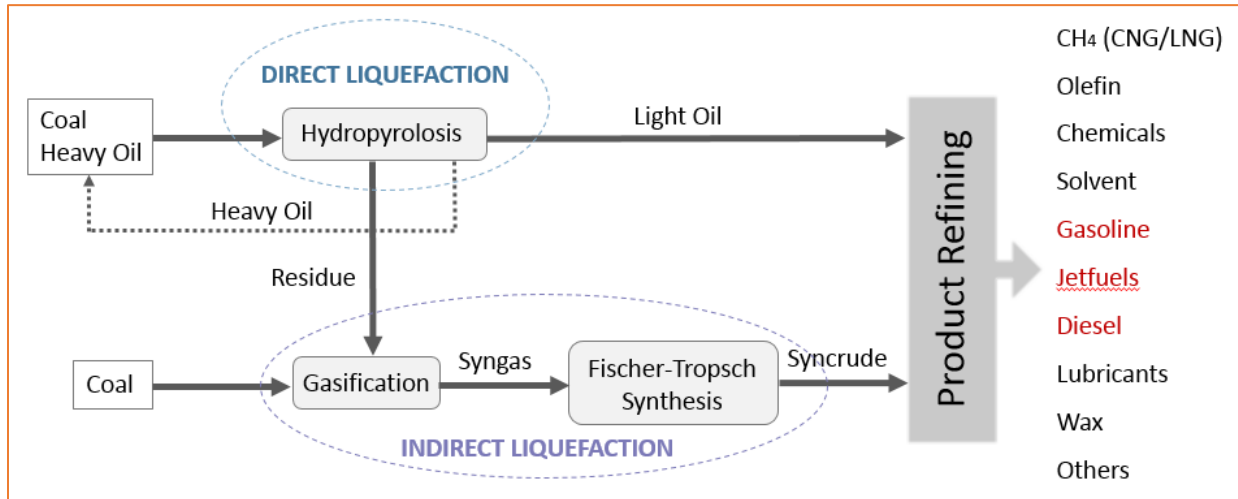 DIRECT LIQUEFACTION
Coal
Heavy Oil
Hydropyrolosis
Light Oil
Heavy Oil
Residue
Coal
Gasification
Syngas
Fischer-Tropsch
Synthesis
Syncrude
INDIRECT LIQUEFACTION
Product Refining
CH₄ (CNG/LNG)
Olefin
Chemicals
Solvent
Gasoline
Jetfuels
Diesel
Lubricants
Wax
Others